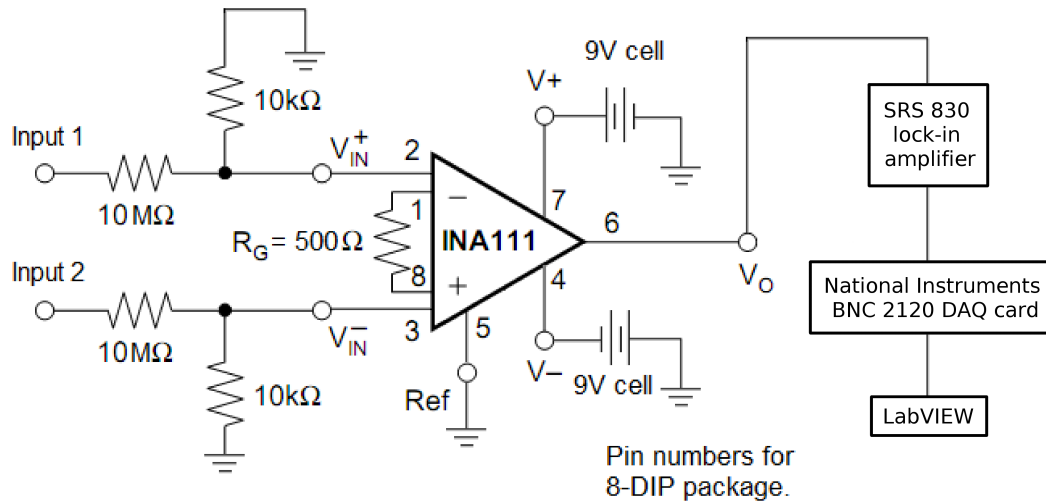 9V cell
V+
10kΩ
SRS 830
lock-in
amplifier
Input 1
V+IN
2
10MΩ
−
1
7
6
RG = 500Ω
INA111
8
+
4
VO
Input 2
V−IN
3
5
10MΩ
National Instruments
BNC 2120 DAQ card
V−
9V cell
10kΩ
Ref
LabVIEW
Pin numbers for
8-DIP package.